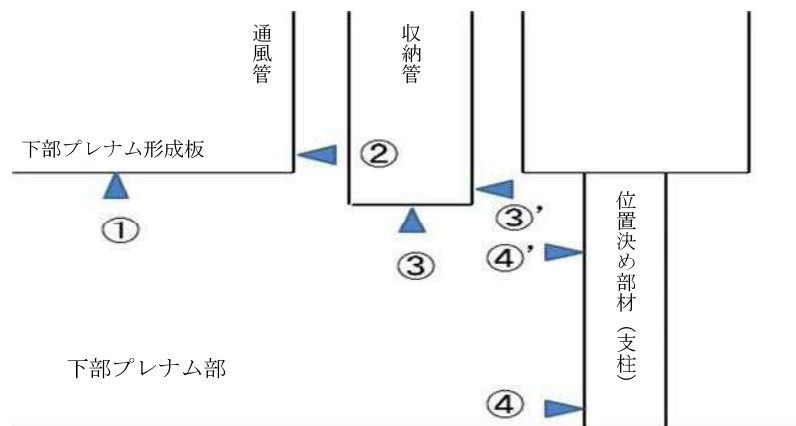 通風管
収納管
下部プレナム形成板
②
①
③
③’
④’
位置決め部材（支柱）
下部プレナム部
④